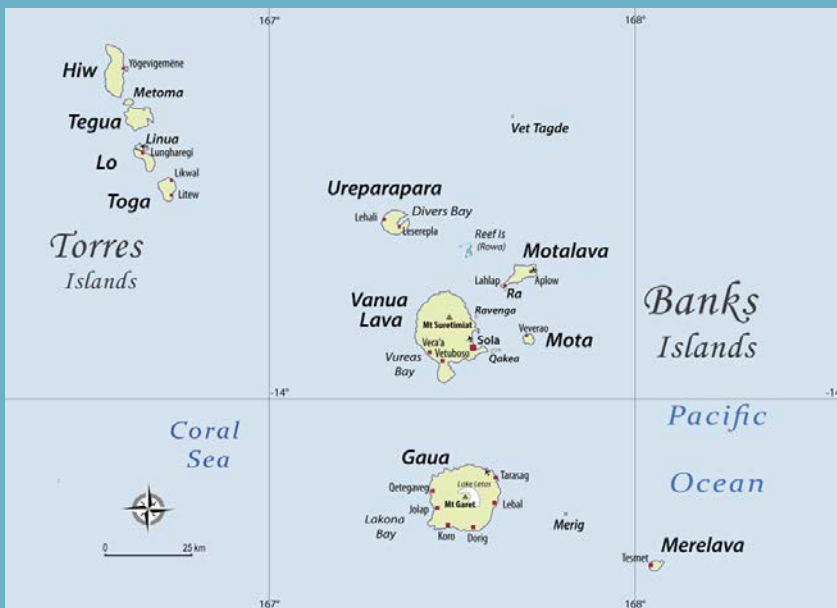 167°
168°
Hiw
Yögevigemëne
Metoma
Tegua
Linua
Lungharegi
Lo
Likwal
Toga
Litew
Torres
Islands
Vet Tagde
Ureparapara
Divers Bay
Lehali
Leserepla
Reef Is
(Rowa)
Motalava
Lahlap
Aplow
Ra
Vanua
Lava
Mt Suretimiat
Ravenga
Vera'a
Vetuboso
Sola
Qakea
Vureas
Bay
Veverao
Mota
Banks
Islands
-14°
-14
Coral
Sea
Pacific
Ocean
Gaua
Tarasag
Lake Letas
Qetegaveg
Mt Garet
Jolap
Lebal
Lakona
Bay
Koro
Dorig
Merig
Merelava
Tesmet
0
25 km
167°
168°